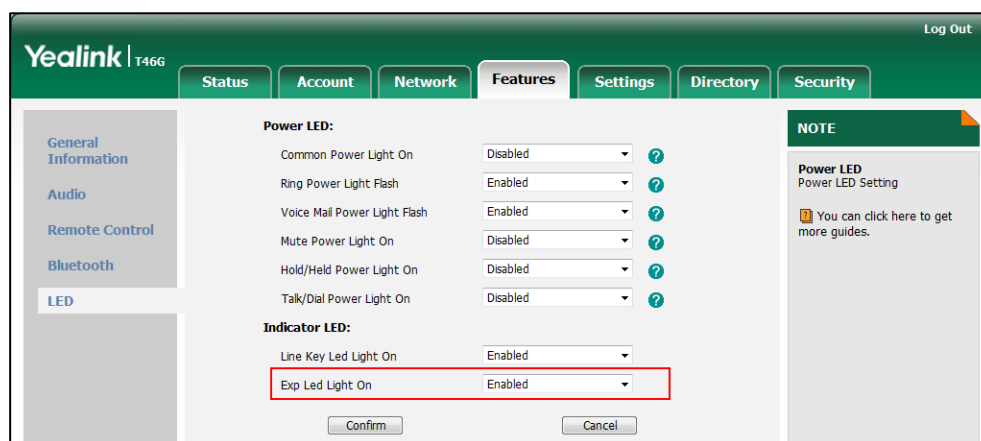 Log Out
Yealink T46G
Status Account Network Features Settings Directory Security
General
Information
Audio
Remote Control
Bluetooth
LED
Power LED:
Common Power Light On Disabled ?
Ring Power Light Flash Enabled ?
Voice Mail Power Light Flash Enabled ?
Mute Power Light On Disabled ?
Hold/Held Power Light On Disabled ?
Talk/Dial Power Light On Disabled ?
Indicator LED:
Line Key Led Light On Enabled
Exp Led Light On Enabled
Confirm Cancel
NOTE
Power LED
Power LED Setting
? You can click here to get
more guides.